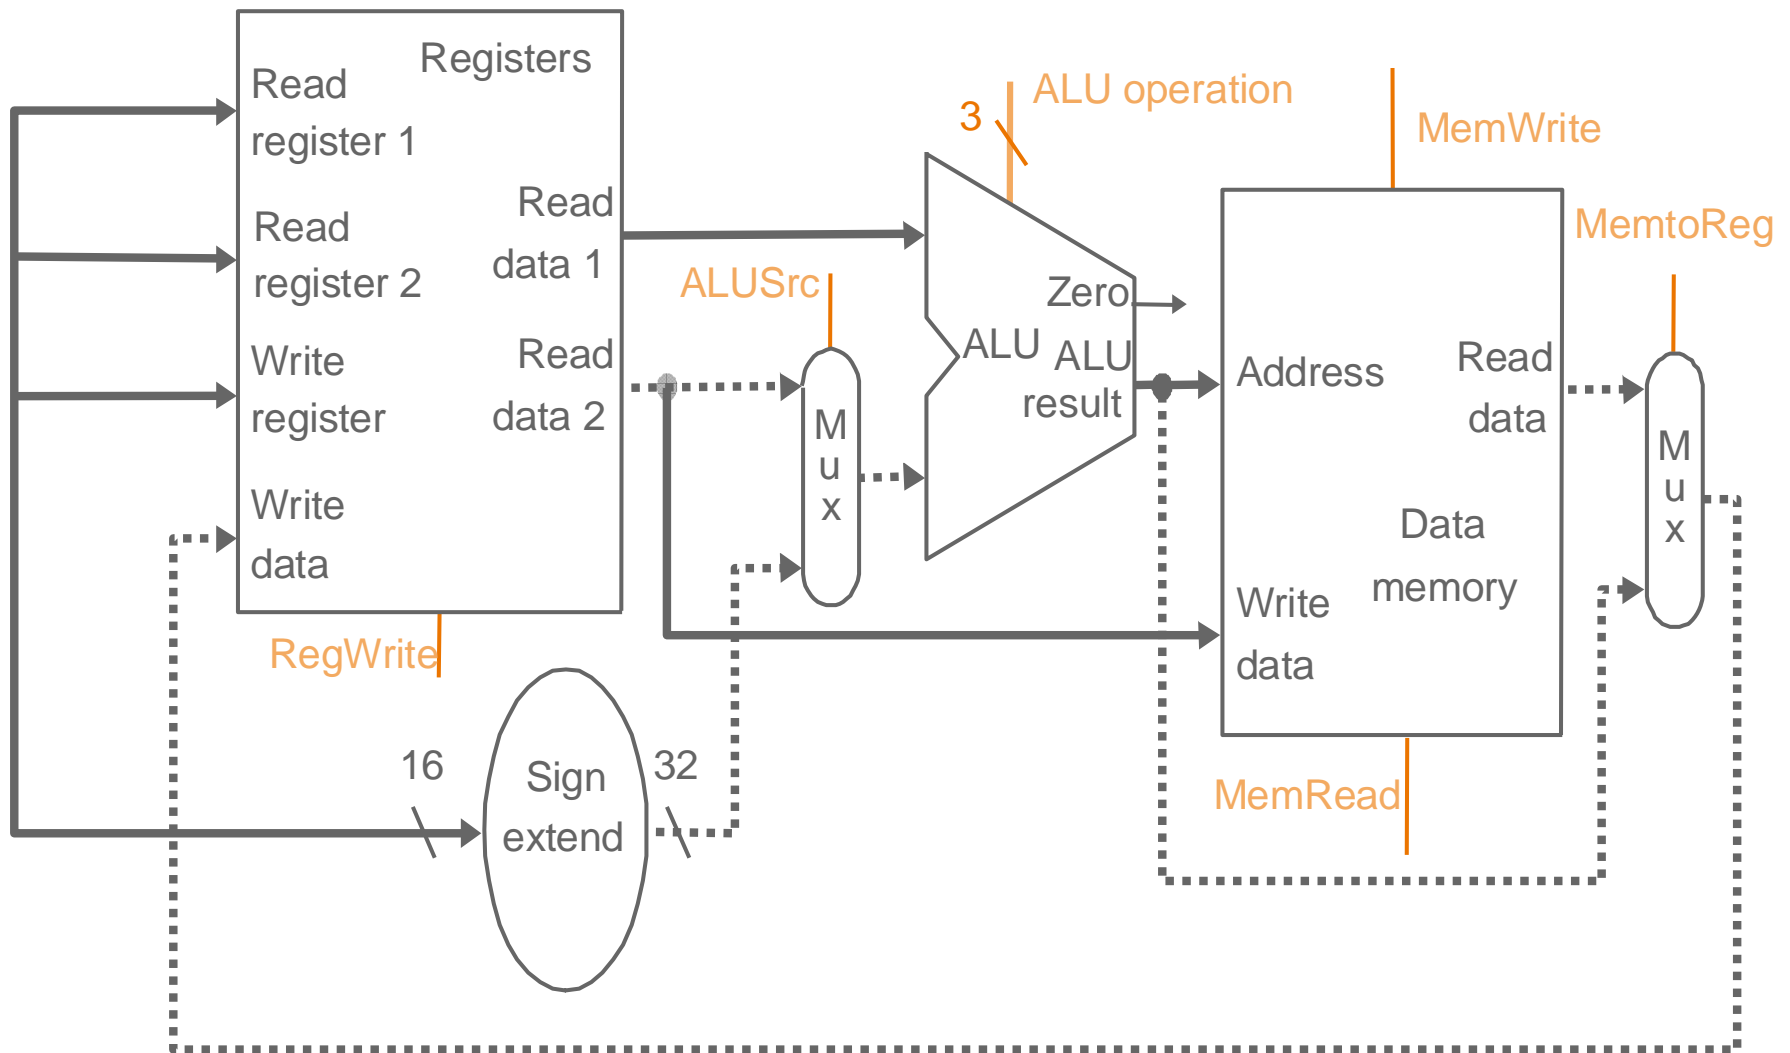 Registers
Read
register 1
Read
register 2
Write
register
Write
data
Read
data 1
Read
data 2
RegWrite
16
Sign
extend
32
ALUSrc
M
u
x
3
ALU operation
Zero
ALU
ALU
result
MemWrite
Address
Read
data
Data
memory
Write
data
MemRead
MemtoReg
M
u
x